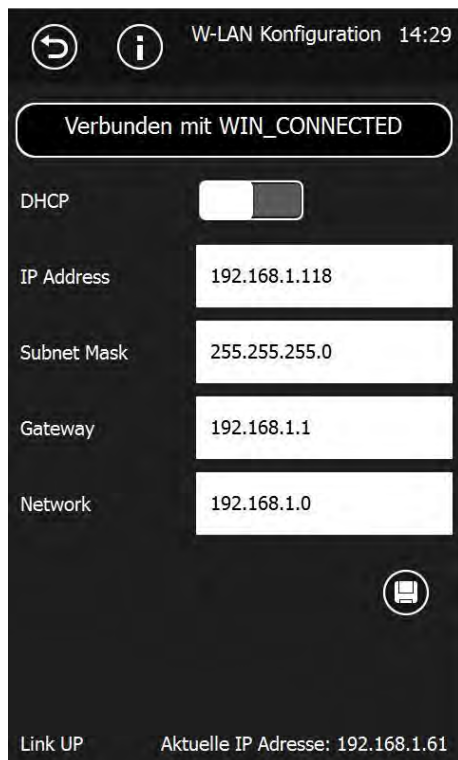 W-LAN Konfiguration 14:29
Verbunden mit WIN_CONNECTED
DHCP
IP Address 192.168.1.118
Subnet Mask 255.255.255.0
Gateway 192.168.1.1
Network 192.168.1.0
Link UP Aktuelle IP Adresse: 192.168.1.61